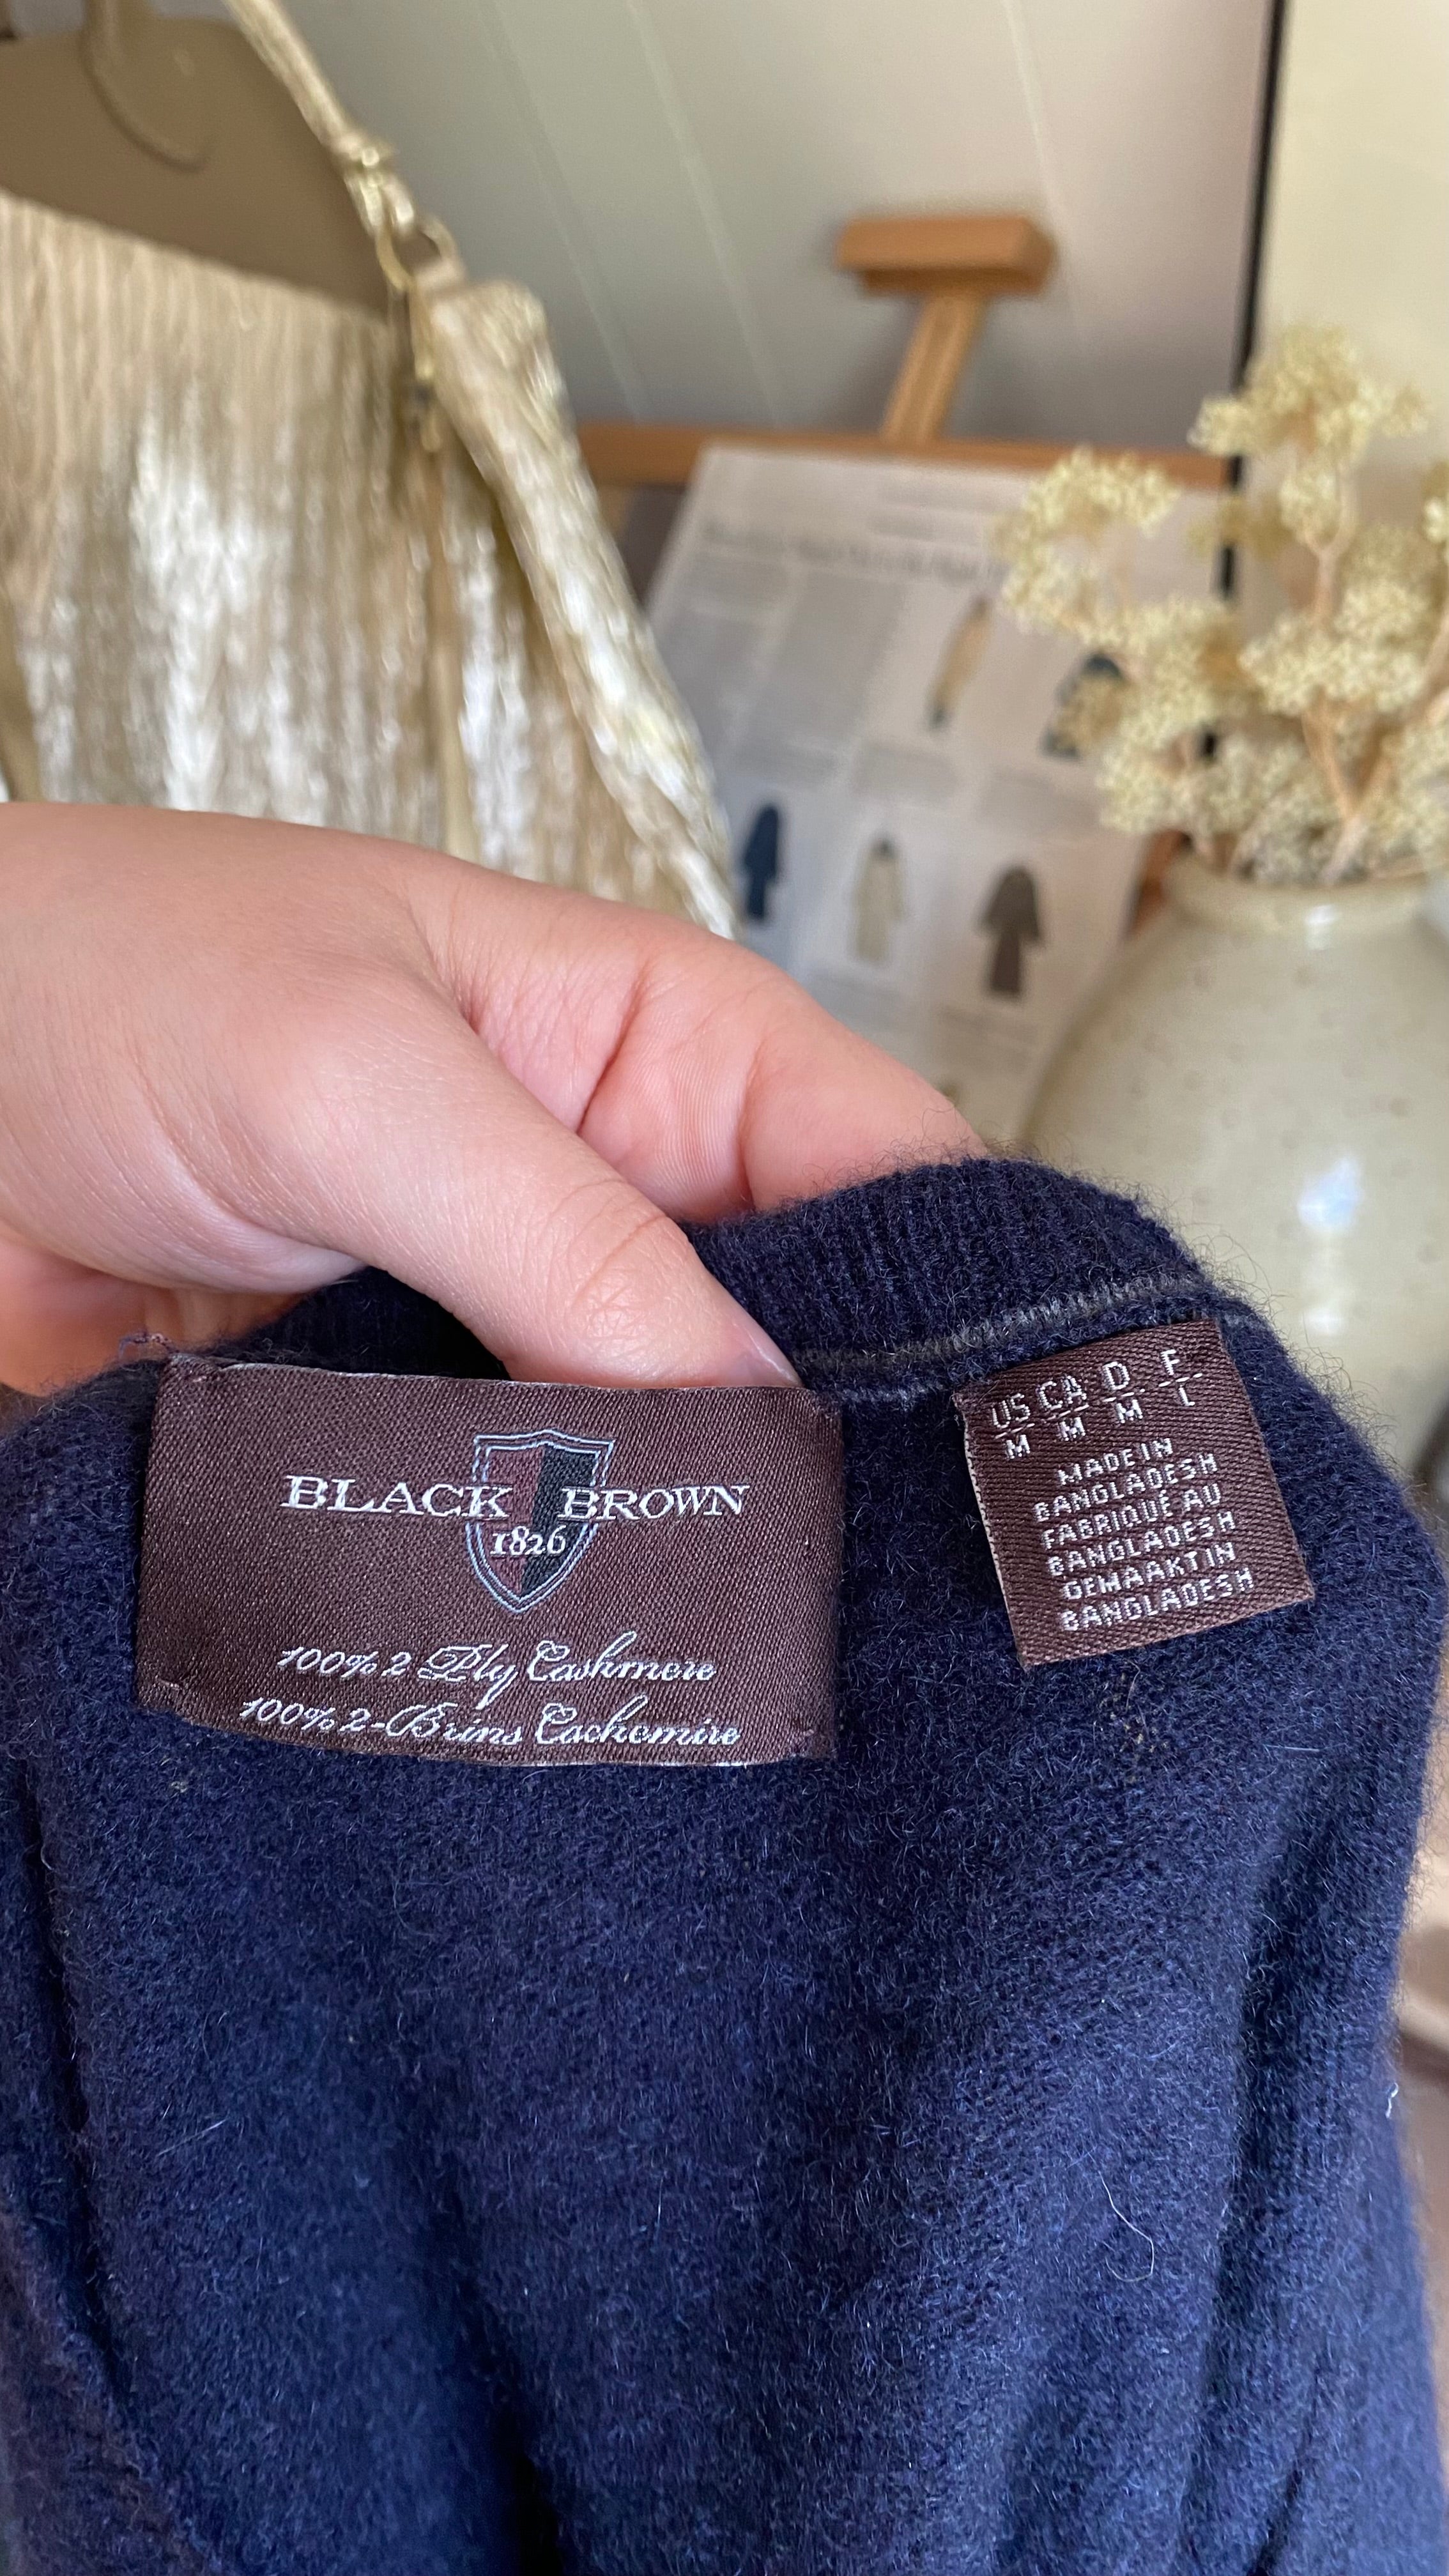 BLACK BROWN
1826
100% 2 Ply Cashmere
100% 2-Brins Cachemire
US CA D F
M M M L
MADE IN
BANGLADESH
FABRIQUÉ AU
BANGLADESH
GEMAAKT IN
BANGLADESH